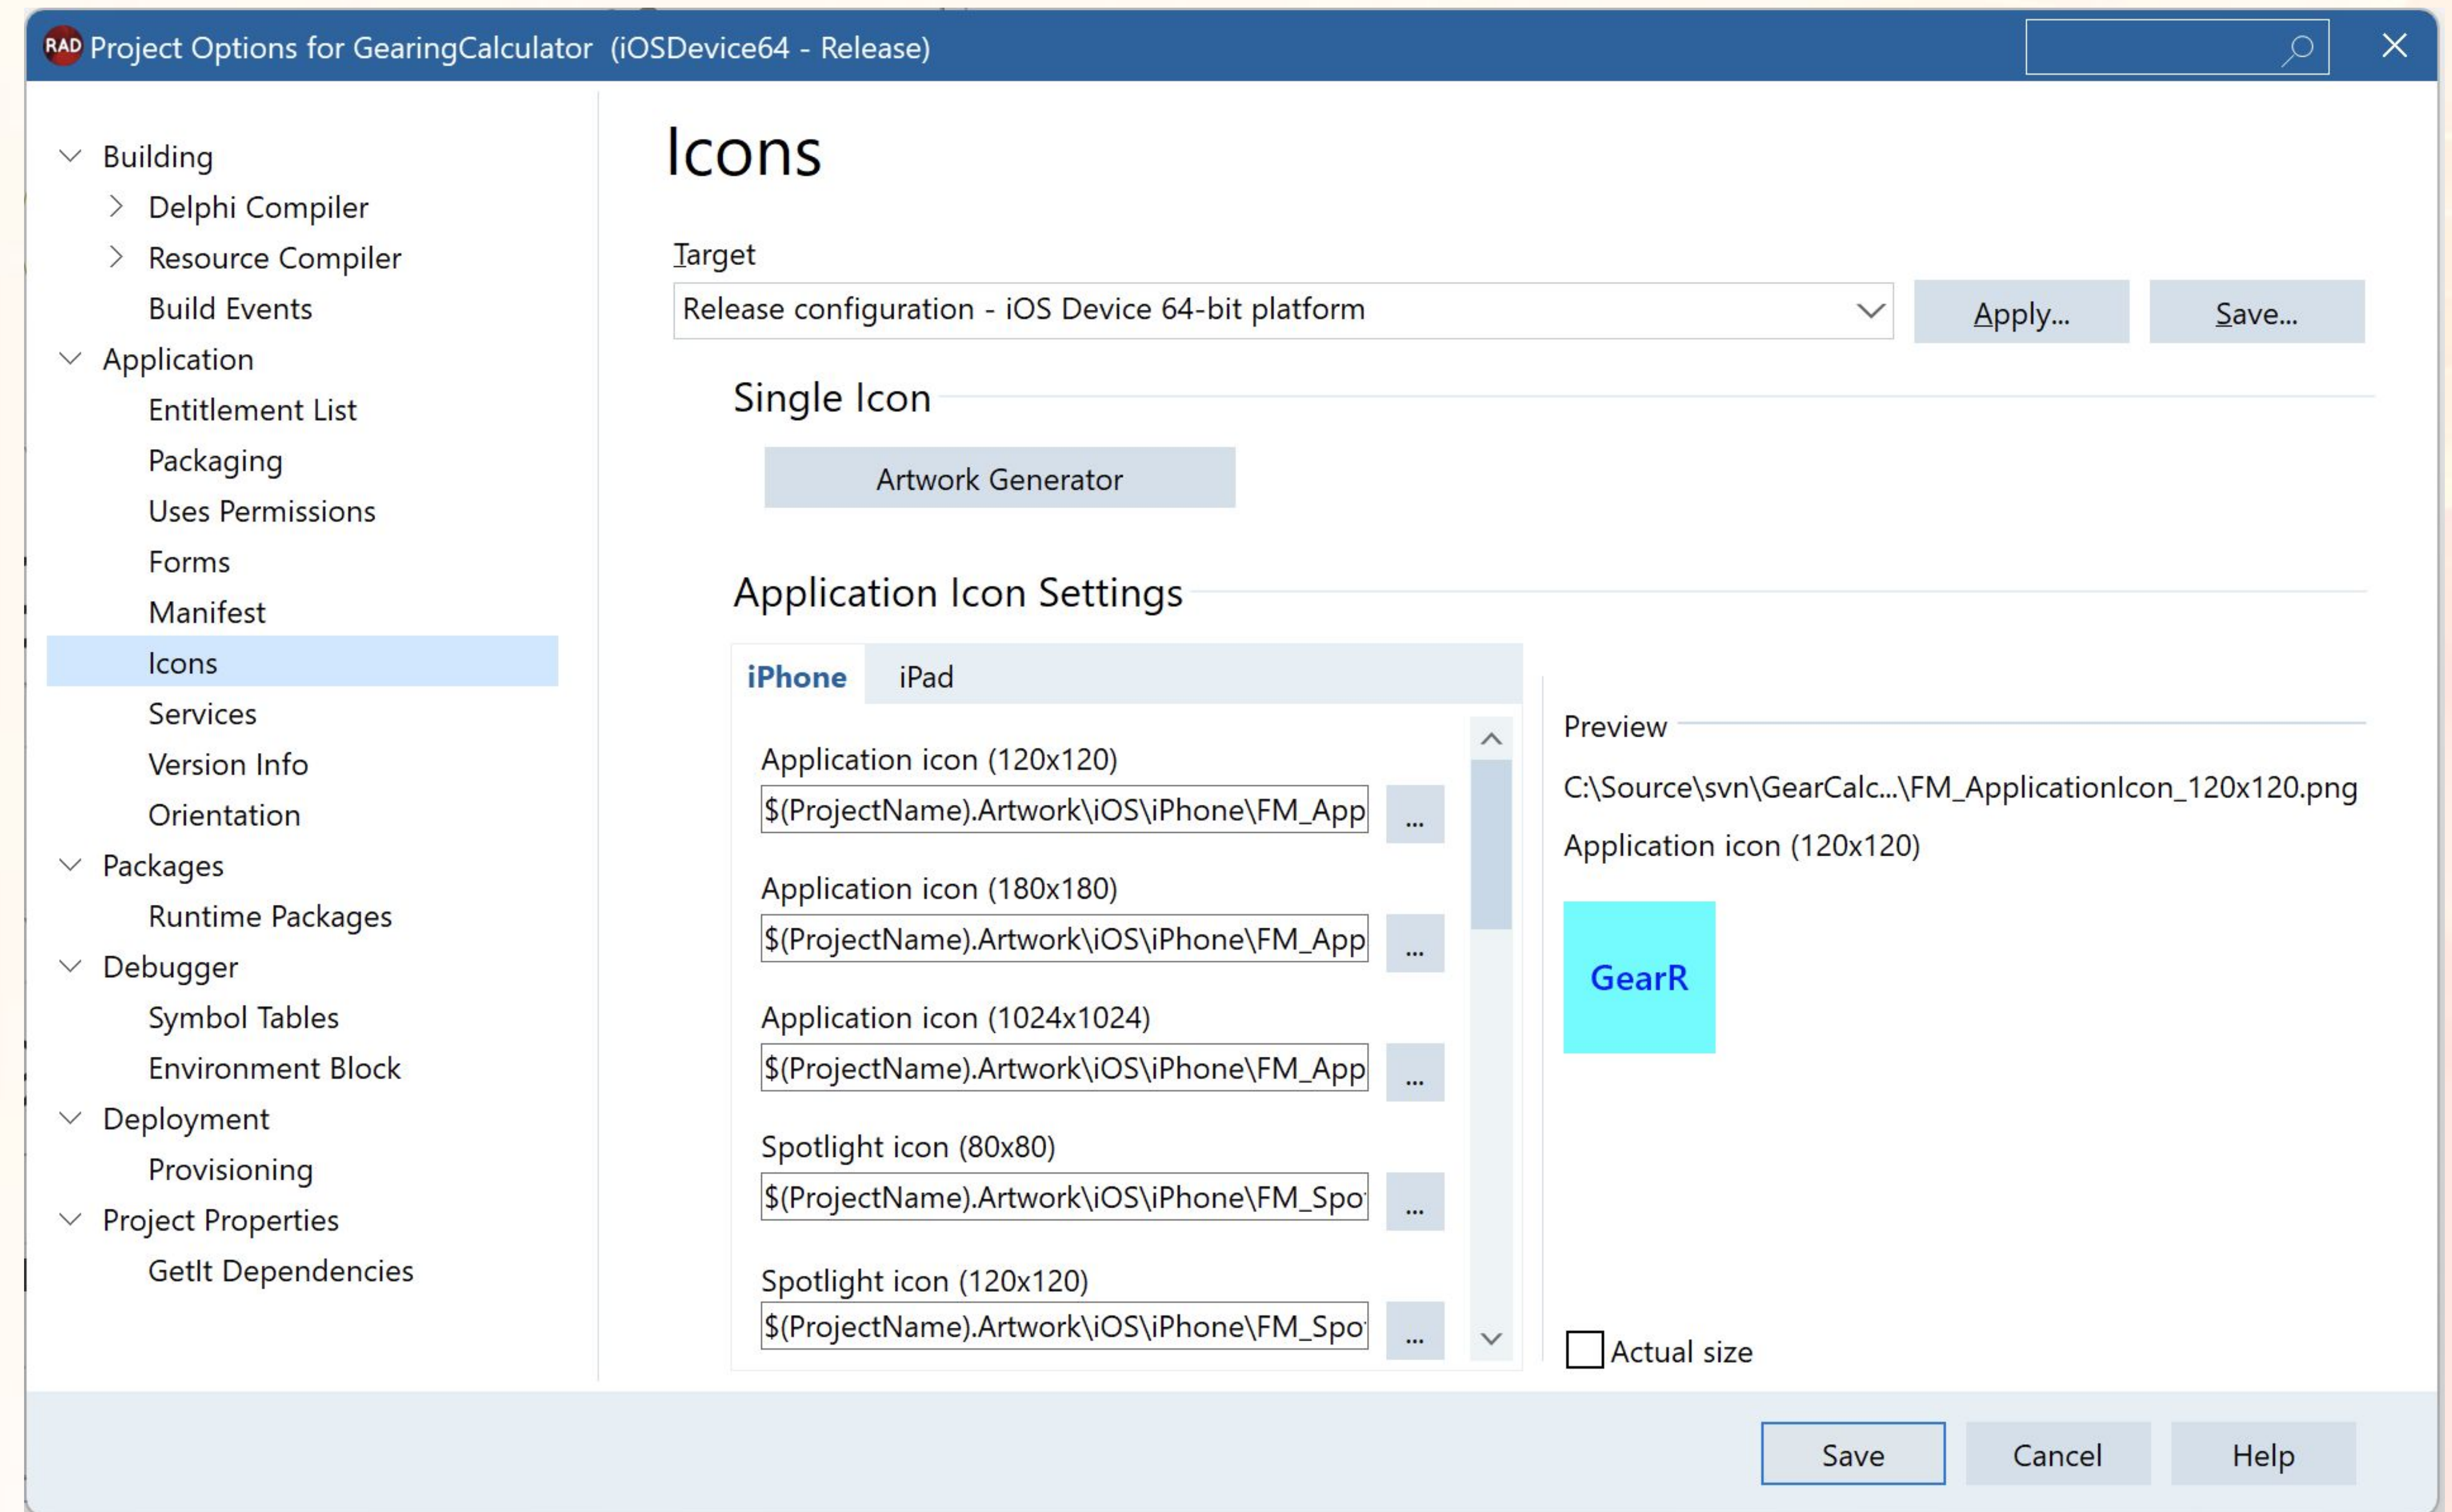 RAD Project Options for GearingCalculator (iOSDevice64 - Release)
Building
Delphi Compiler
Resource Compiler
Build Events
Application
Entitlement List
Packaging
Uses Permissions
Forms
Manifest
Icons
Services
Version Info
Orientation
Packages
Runtime Packages
Debugger
Symbol Tables
Environment Block
Deployment
Provisioning
Project Properties
GetIt Dependencies
Icons
Target
Release configuration - iOS Device 64-bit platform
Apply...
Save...
Single Icon
Artwork Generator
Application Icon Settings
iPhone
iPad
Application icon (120x120)
$(ProjectName).Artwork\iOS\iPhone\FM_App
...
Application icon (180x180)
$(ProjectName).Artwork\iOS\iPhone\FM_App
...
Application icon (1024x1024)
$(ProjectName).Artwork\iOS\iPhone\FM_App
...
Spotlight icon (80x80)
$(ProjectName).Artwork\iOS\iPhone\FM_Spo
...
Spotlight icon (120x120)
$(ProjectName).Artwork\iOS\iPhone\FM_Spo
...
Preview
C:\Source\svn\GearCalc...\FM_ApplicationIcon_120x120.png
Application icon (120x120)
GearR
Actual size
Save
Cancel
Help